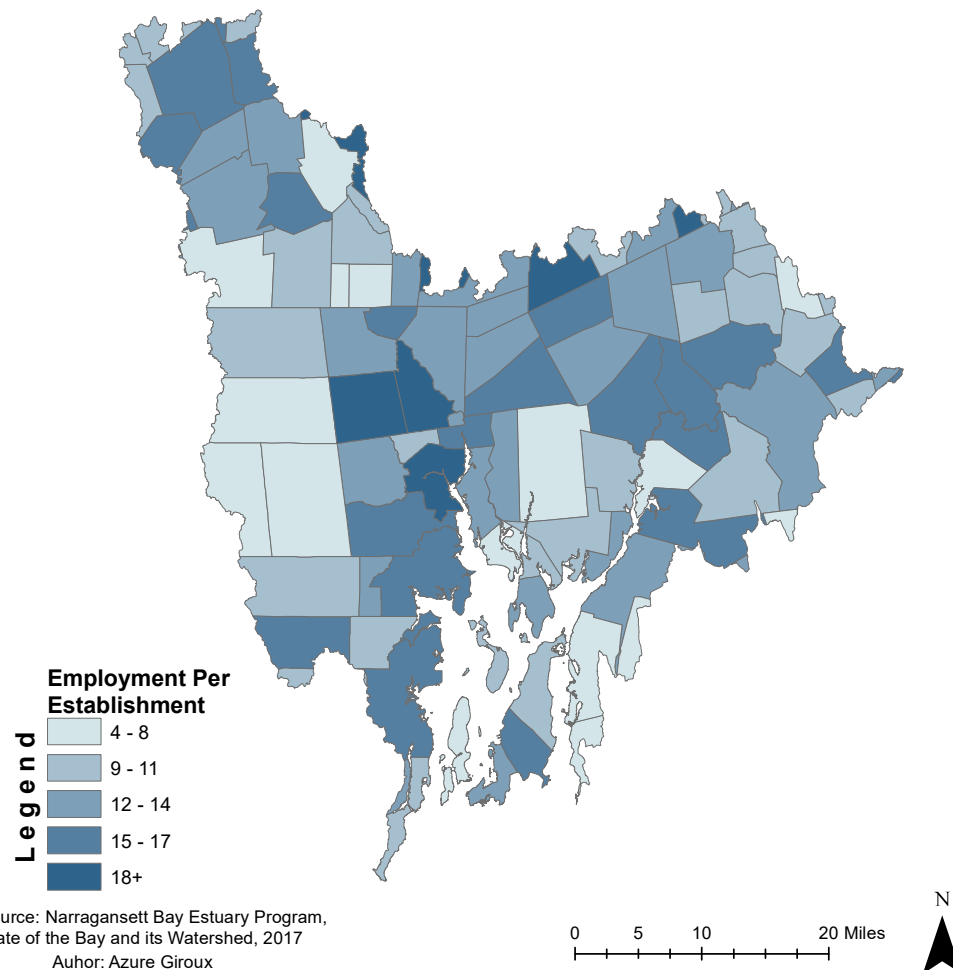 Employment Per
Establishment
Legend
4 - 8
9 - 11
12 - 14
15 - 17
18+
urce: Narragansett Bay Estuary Program,
ate of the Bay and its Watershed, 2017
Auhor: Azure Giroux
0 5 10 20 Miles
N